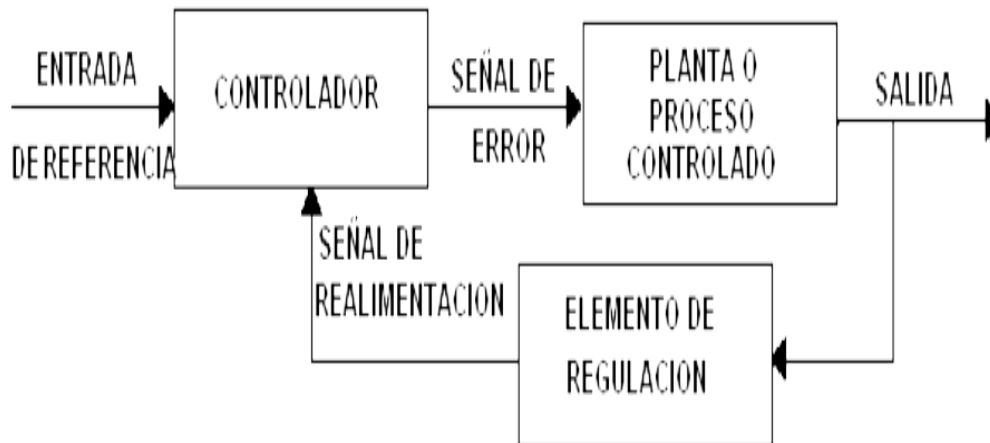 ENTRADA
DE REFERENCIA
CONTROLADOR
SEÑAL DE
ERROR
PLANTA O
PROCESO
CONTROLADO
SALIDA
SEÑAL DE
REALIMENTACION
ELEMENTO DE
REGULACION